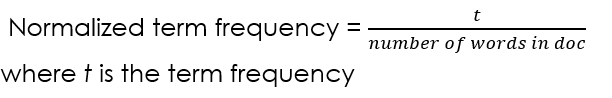 Normalized term frequency = t / number of words in doc
where t is the term frequency